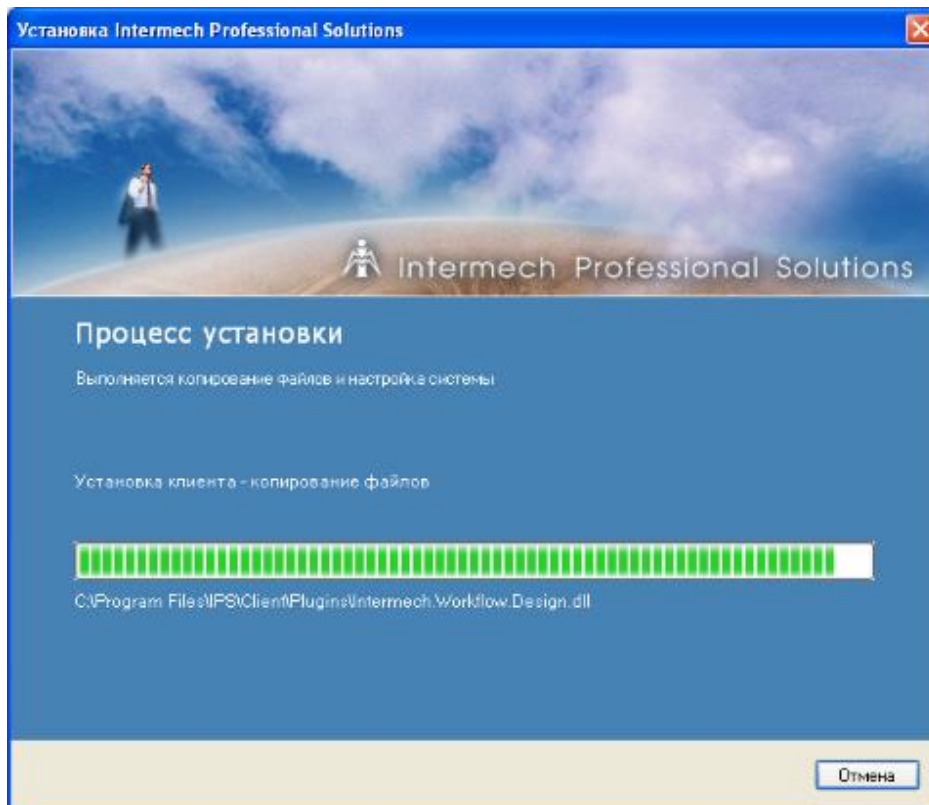 Установка Intermech Professional Solutions
Intermech Professional Solutions
Процесс установки
Выполняется копирование файлов и настройка системы
Установка клиента - копирование файлов
C:\Program Files\IPS\Client\Plugins\Intermech.Workflow.Design.dll
Отмена